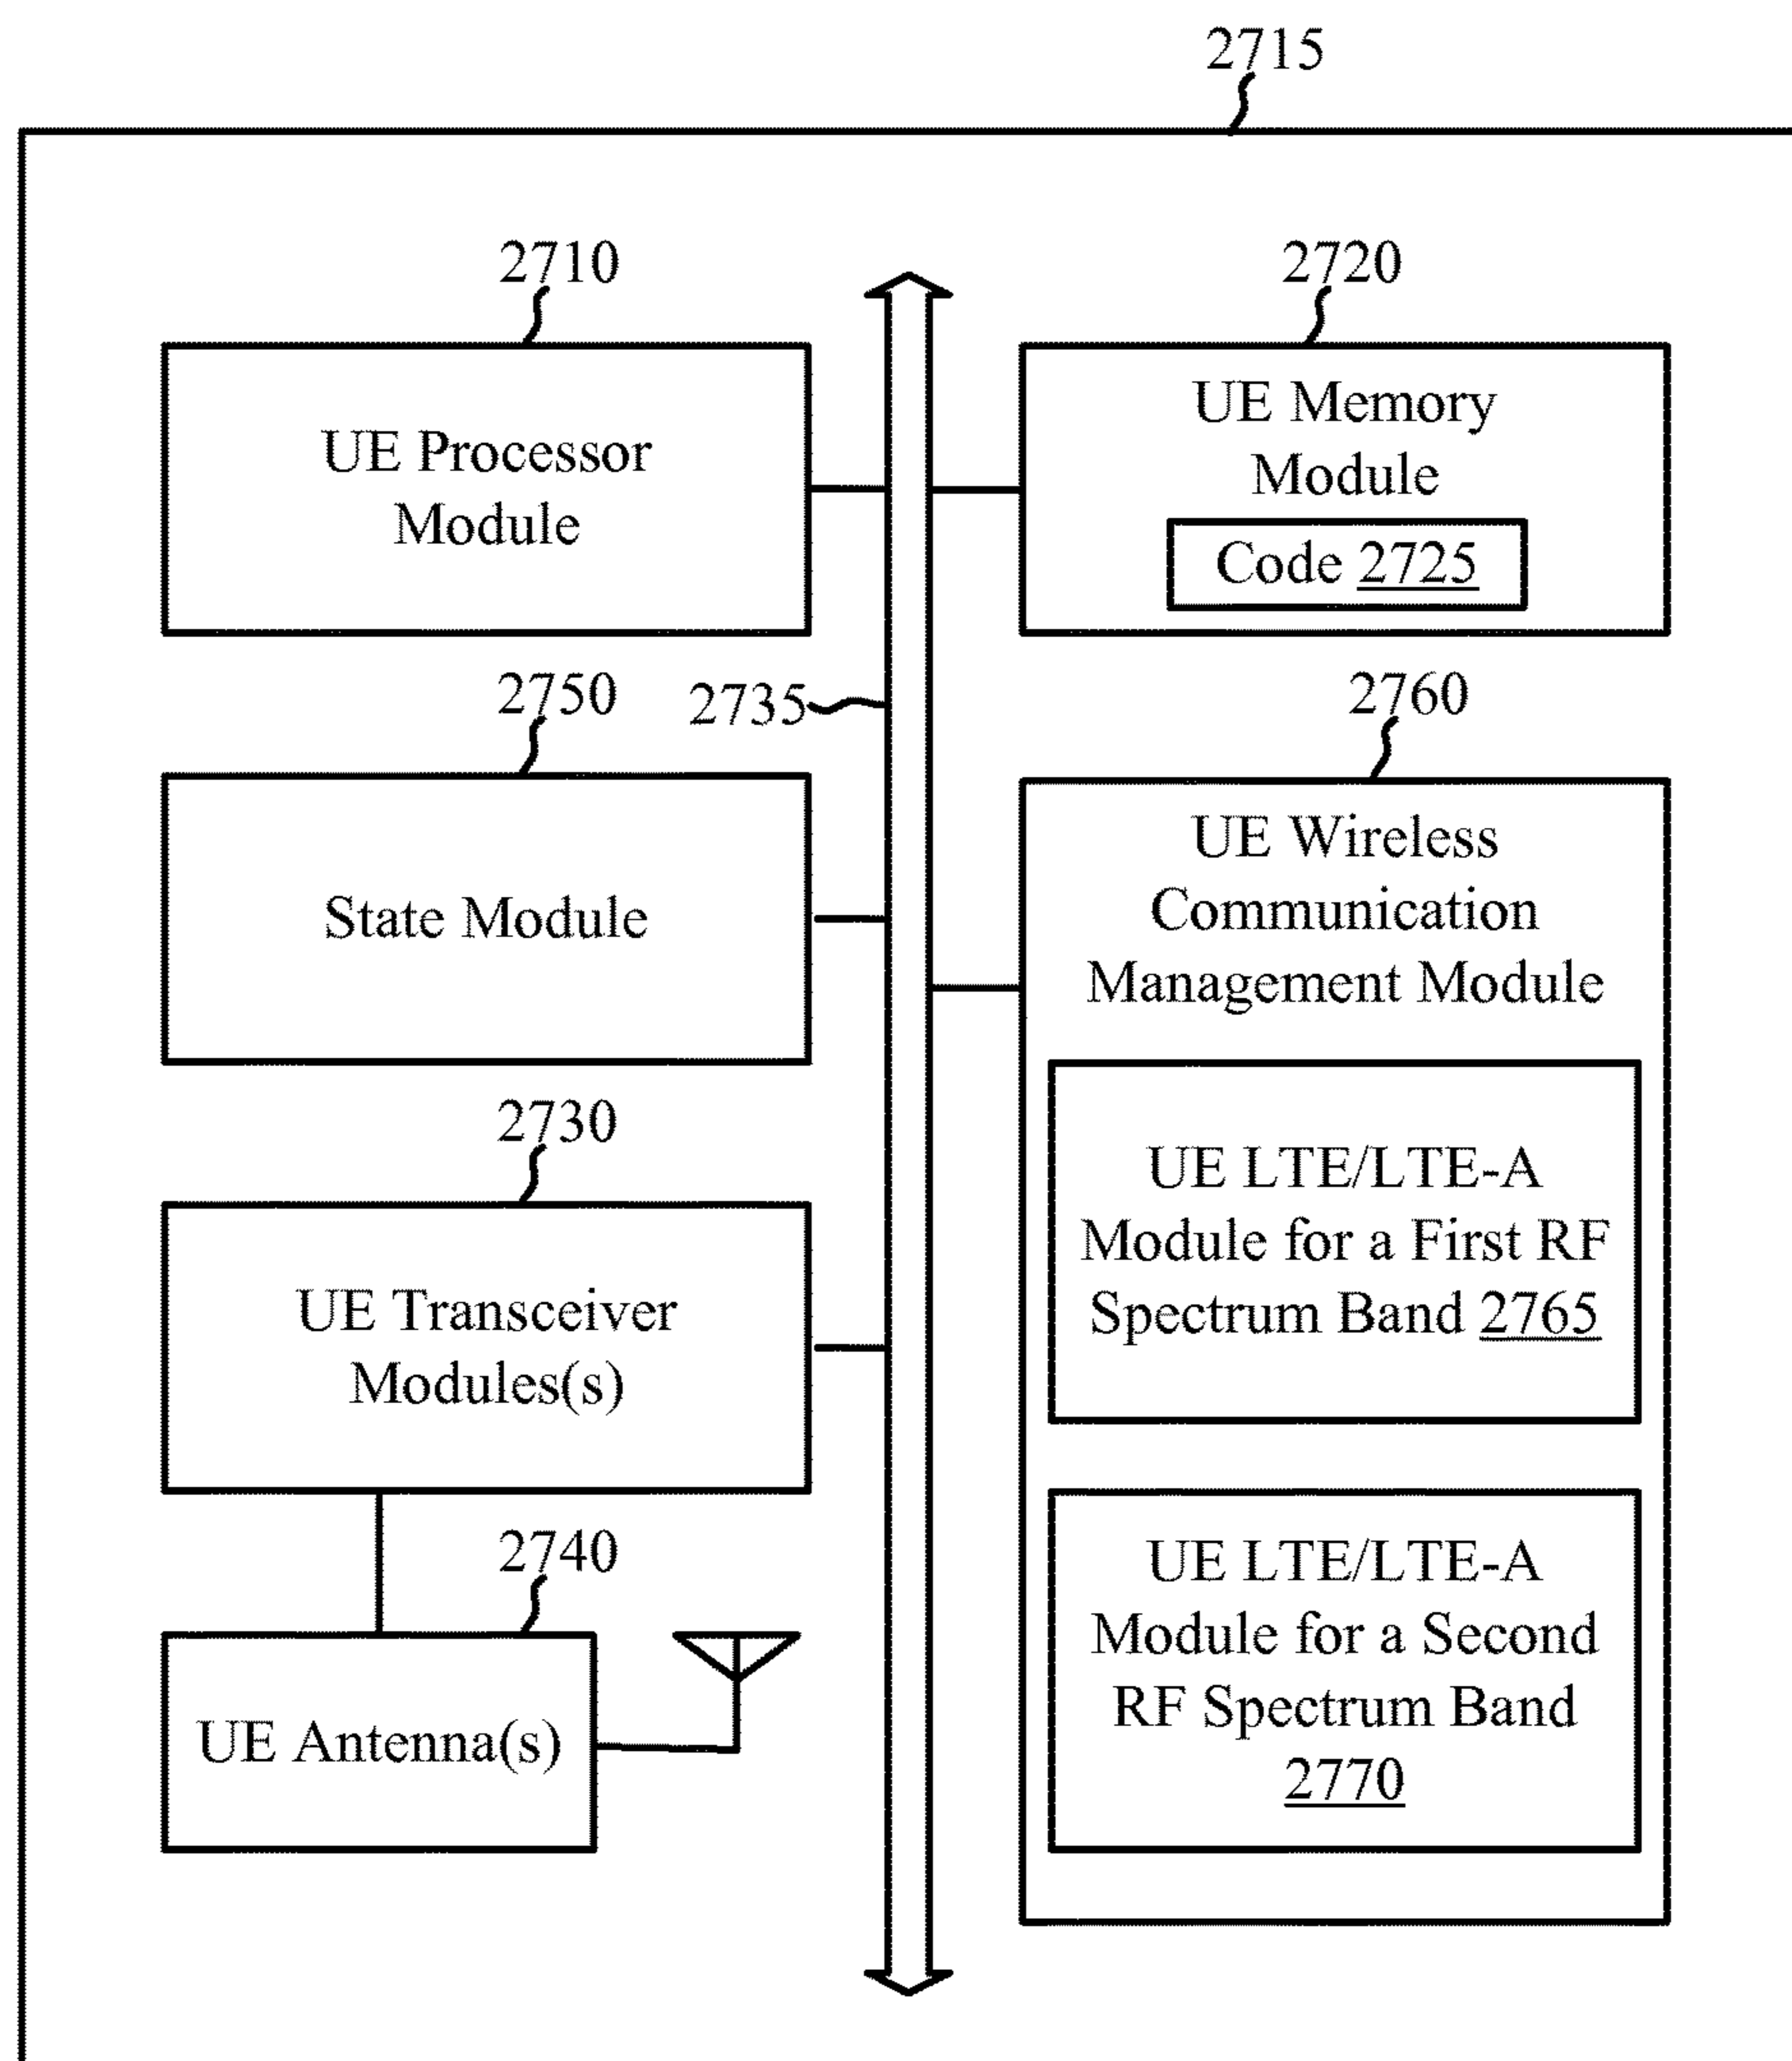 2715
2710
UE Processor
Module
2720
UE Memory
Module
Code 2725
2750
State Module
2735
2760
UE Wireless
Communication
Management Module
UE LTE/LTE-A
Module for a First RF
Spectrum Band 2765
UE LTE/LTE-A
Module for a Second
RF Spectrum Band
2770
2730
UE Transceiver
Modules(s)
2740
UE Antenna(s)